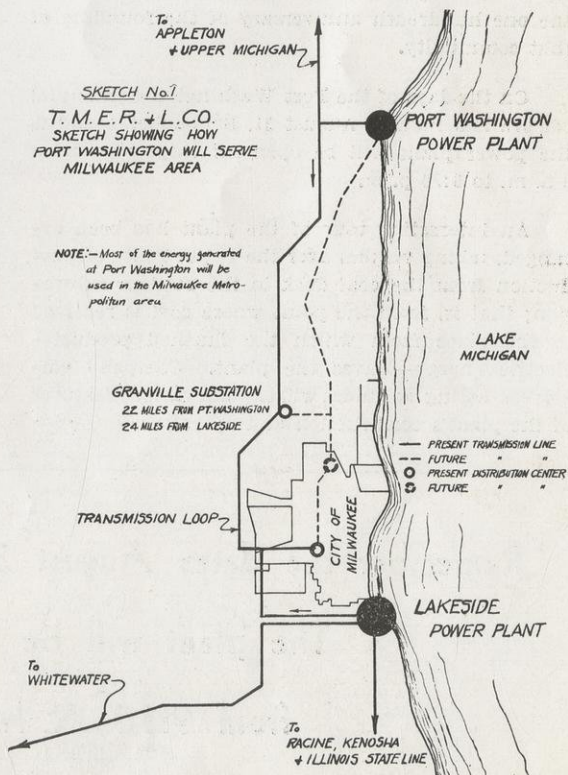 To
APPLETON
+ UPPER MICHIGAN
SKETCH No.1
T. M. E. R. & L. CO.
SKETCH SHOWING HOW
PORT WASHINGTON WILL SERVE
MILWAUKEE AREA
PORT WASHINGTON
POWER PLANT
NOTE:—Most of the energy generated
at Port Washington will be
used in the Milwaukee Metro-
politan area
LAKE
MICHIGAN
GRANVILLE SUBSTATION
22 MILES FROM PT. WASHINGTON
24 MILES FROM LAKESIDE
PRESENT TRANSMISSION LINE
FUTURE " "
PRESENT DISTRIBUTION CENTER
FUTURE " "
TRANSMISSION LOOP
CITY OF
MILWAUKEE
LAKESIDE
POWER PLANT
To
WHITEWATER
To
RACINE, KENOSHA
+ ILLINOIS STATE LINE